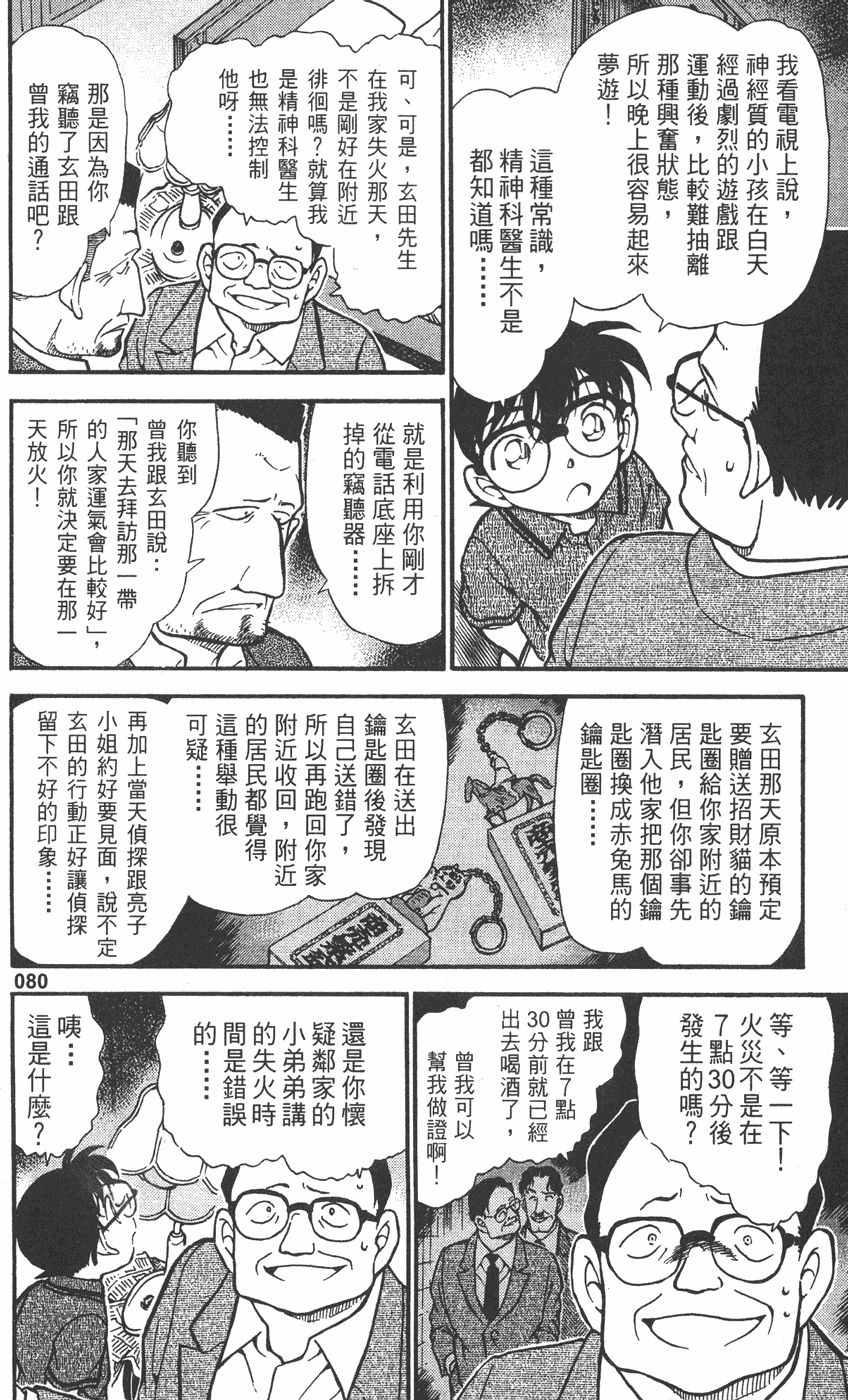 我看電視上說，
神經質的小孩在白天
經過劇烈的遊戲跟
運動後，比較難抽離
那種興奮狀態，
所以晚上很容易起來
夢遊！
這種常識，
精神科醫生不是
都知道嗎……
可、可是，玄田先生
在我家失火那天，
不是剛好在附近
徘徊嗎？就算我
是精神科醫生
也無法控制
他呀……
那是因為你
竊聽了玄田跟
曾我的通話吧？
就是利用你剛才
從電話底座上拆
掉的竊聽器……
你聽到
曾我跟玄田說：
「那天去拜訪那一帶
的人家運氣會比較好」，
所以你就決定要在那一
天放火！
玄田那天原本預定
要贈送招財貓的鑰
匙圈給你家附近的
居民，但你卻事先
潛入他家把那個鑰
匙圈換成赤兔馬的
鑰匙圈……
玄田在送出
鑰匙圈後發現
自己送錯了，
所以再跑回你家
附近收回，附近
的居民都覺得
這種舉動很
可疑……
再加上當天偵探跟亮子
小姐約好要見面，說不定
玄田的行動正好讓偵探
留下不好的印象……
080
等、等一下！
火災不是在
7點30分後
發生的嗎？
我跟
曾我在7點
30分前就已經
出去喝酒了，
曾我可以
幫我做證啊！
還是你懷
疑鄰家的
小弟弟講
的失火時
間是錯誤
的……
咦…
這是什麼？